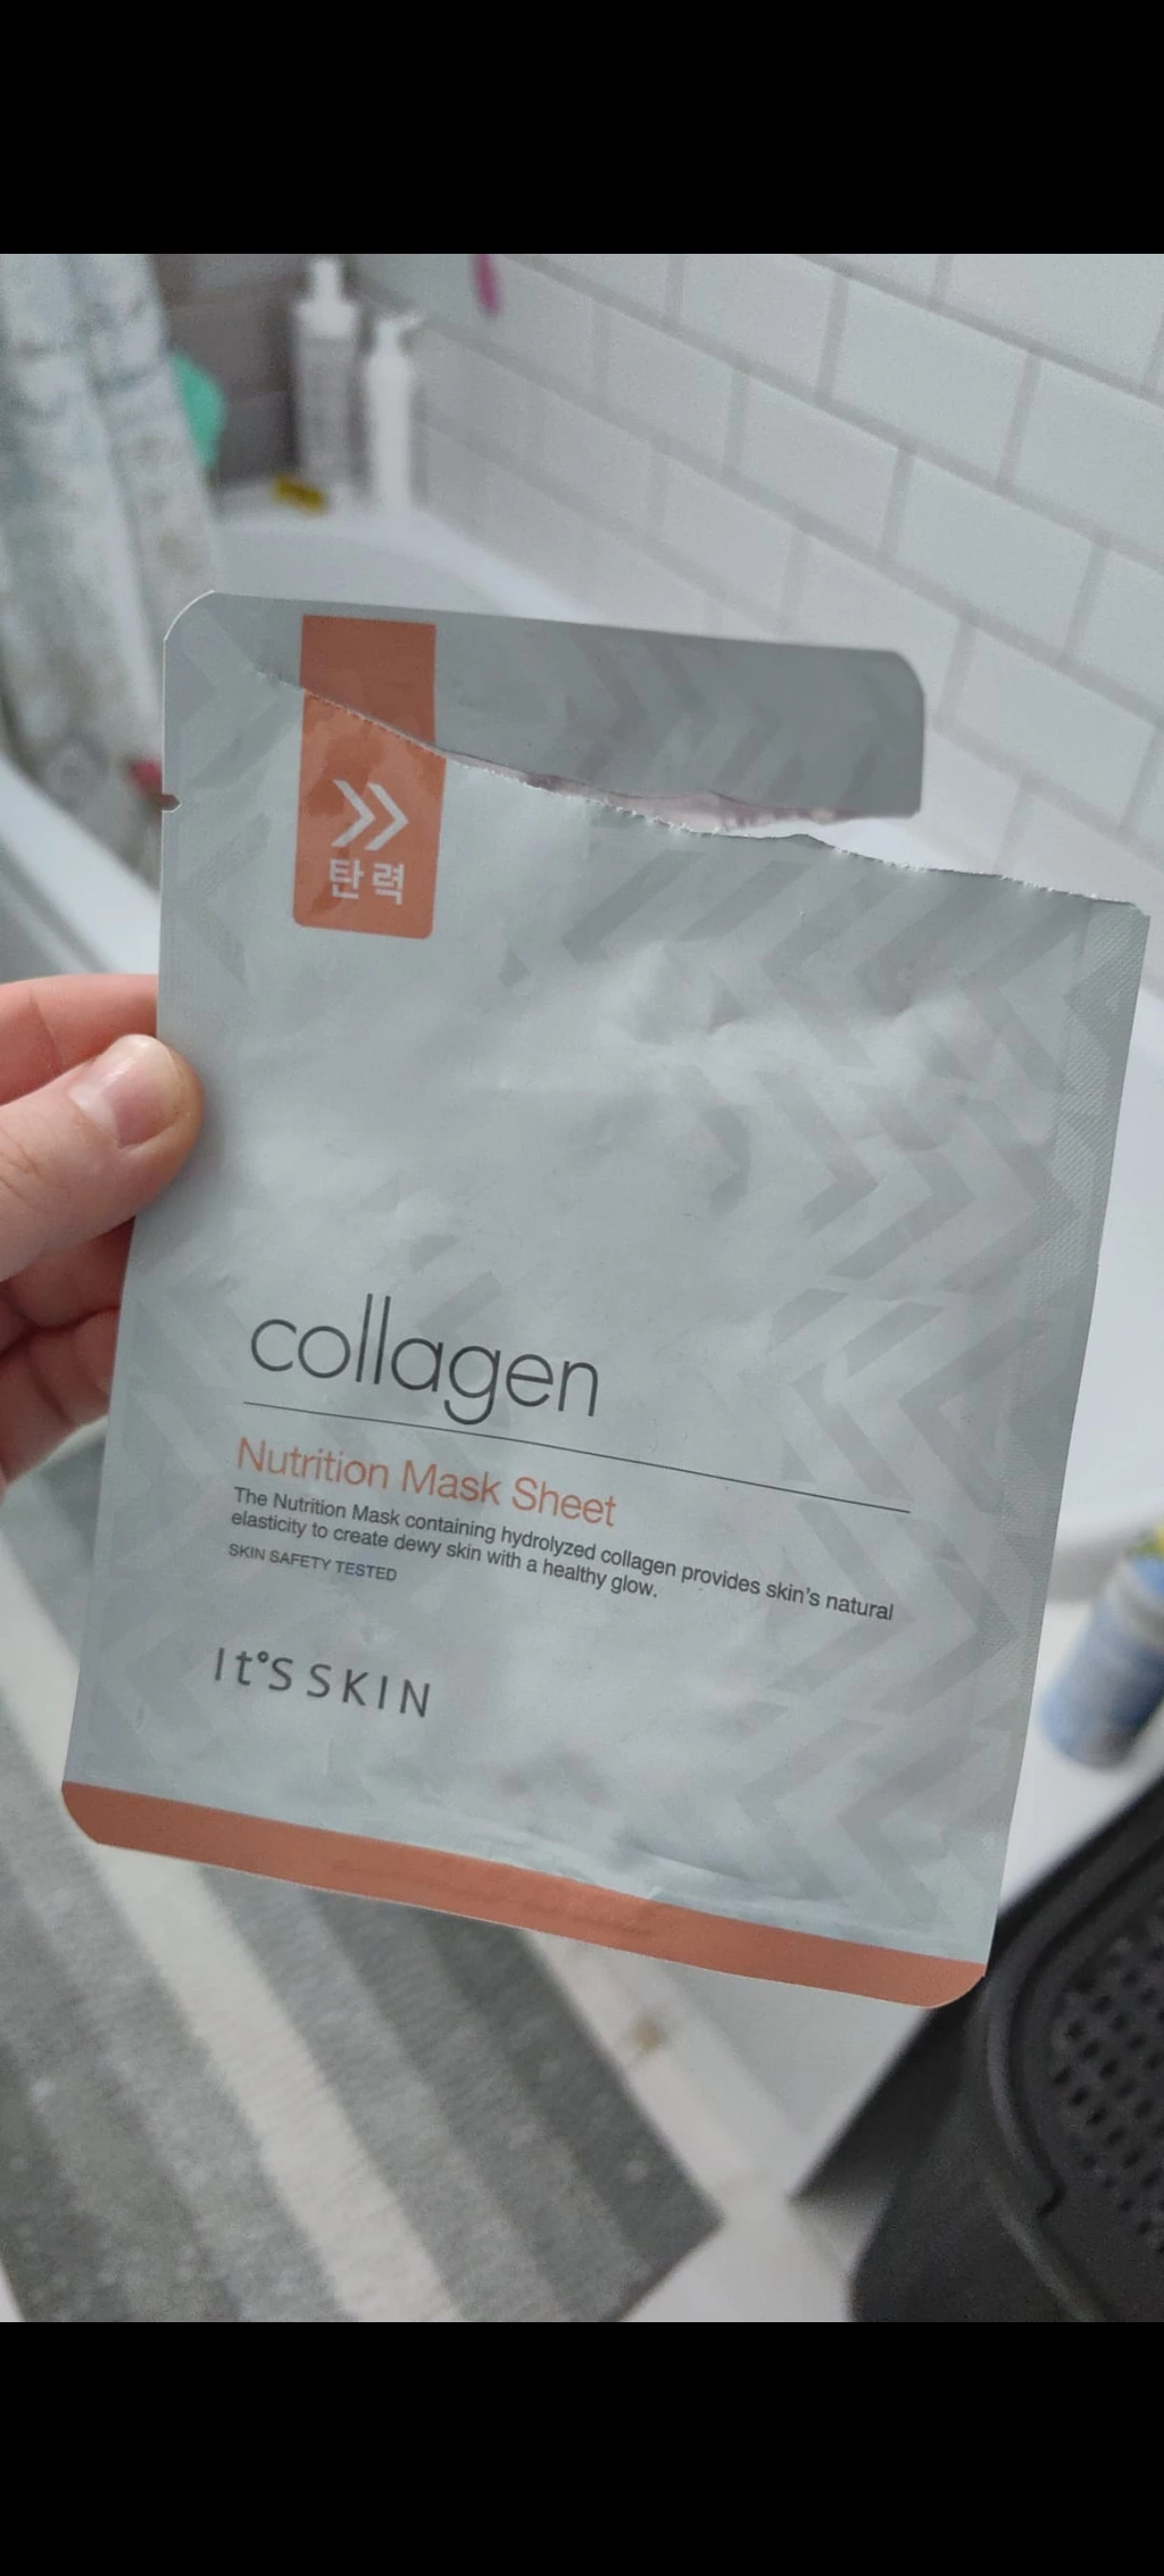 탄력
collagen
Nutrition Mask Sheet
The Nutrition Mask containing hydrolyzed collagen provides skin's natural
elasticity to create dewy skin with a healthy glow.
SKIN SAFETY TESTED
It°S SKIN